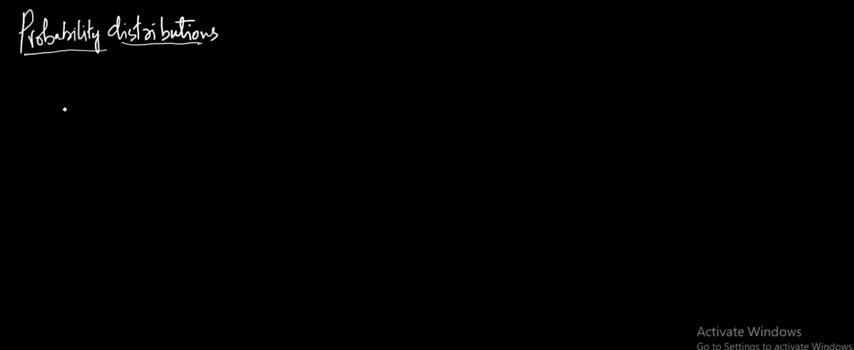 Probability distributions
Activate Windows
Go to Settings to activate Windows.